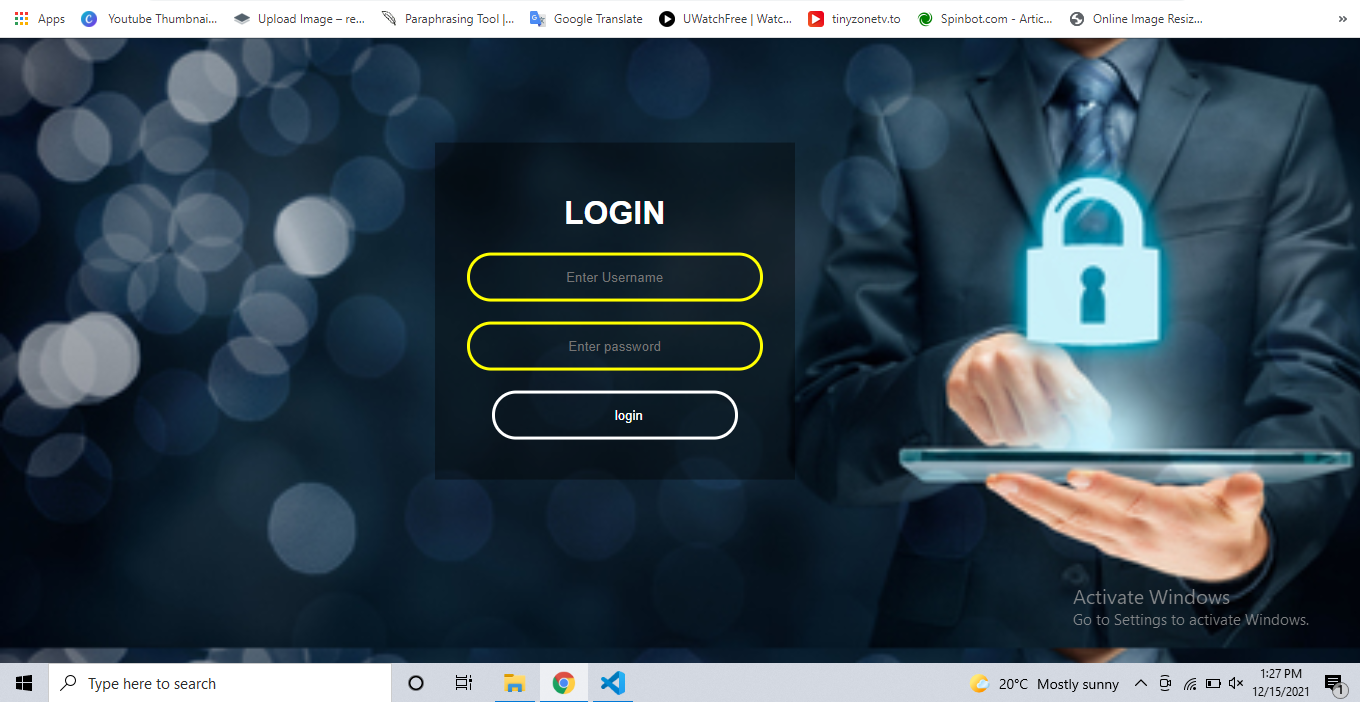 Apps Youtube Thumbnai... Upload Image – re... Paraphrasing Tool |... Google Translate UWatchFree | Watc... tinyzonetv.to Spinbot.com - Artic... Online Image Resiz... »
LOGIN
Enter Username
Enter password
login
Activate Windows
Go to Settings to activate Windows.
Type here to search
20°C Mostly sunny
1:27 PM
12/15/2021
1